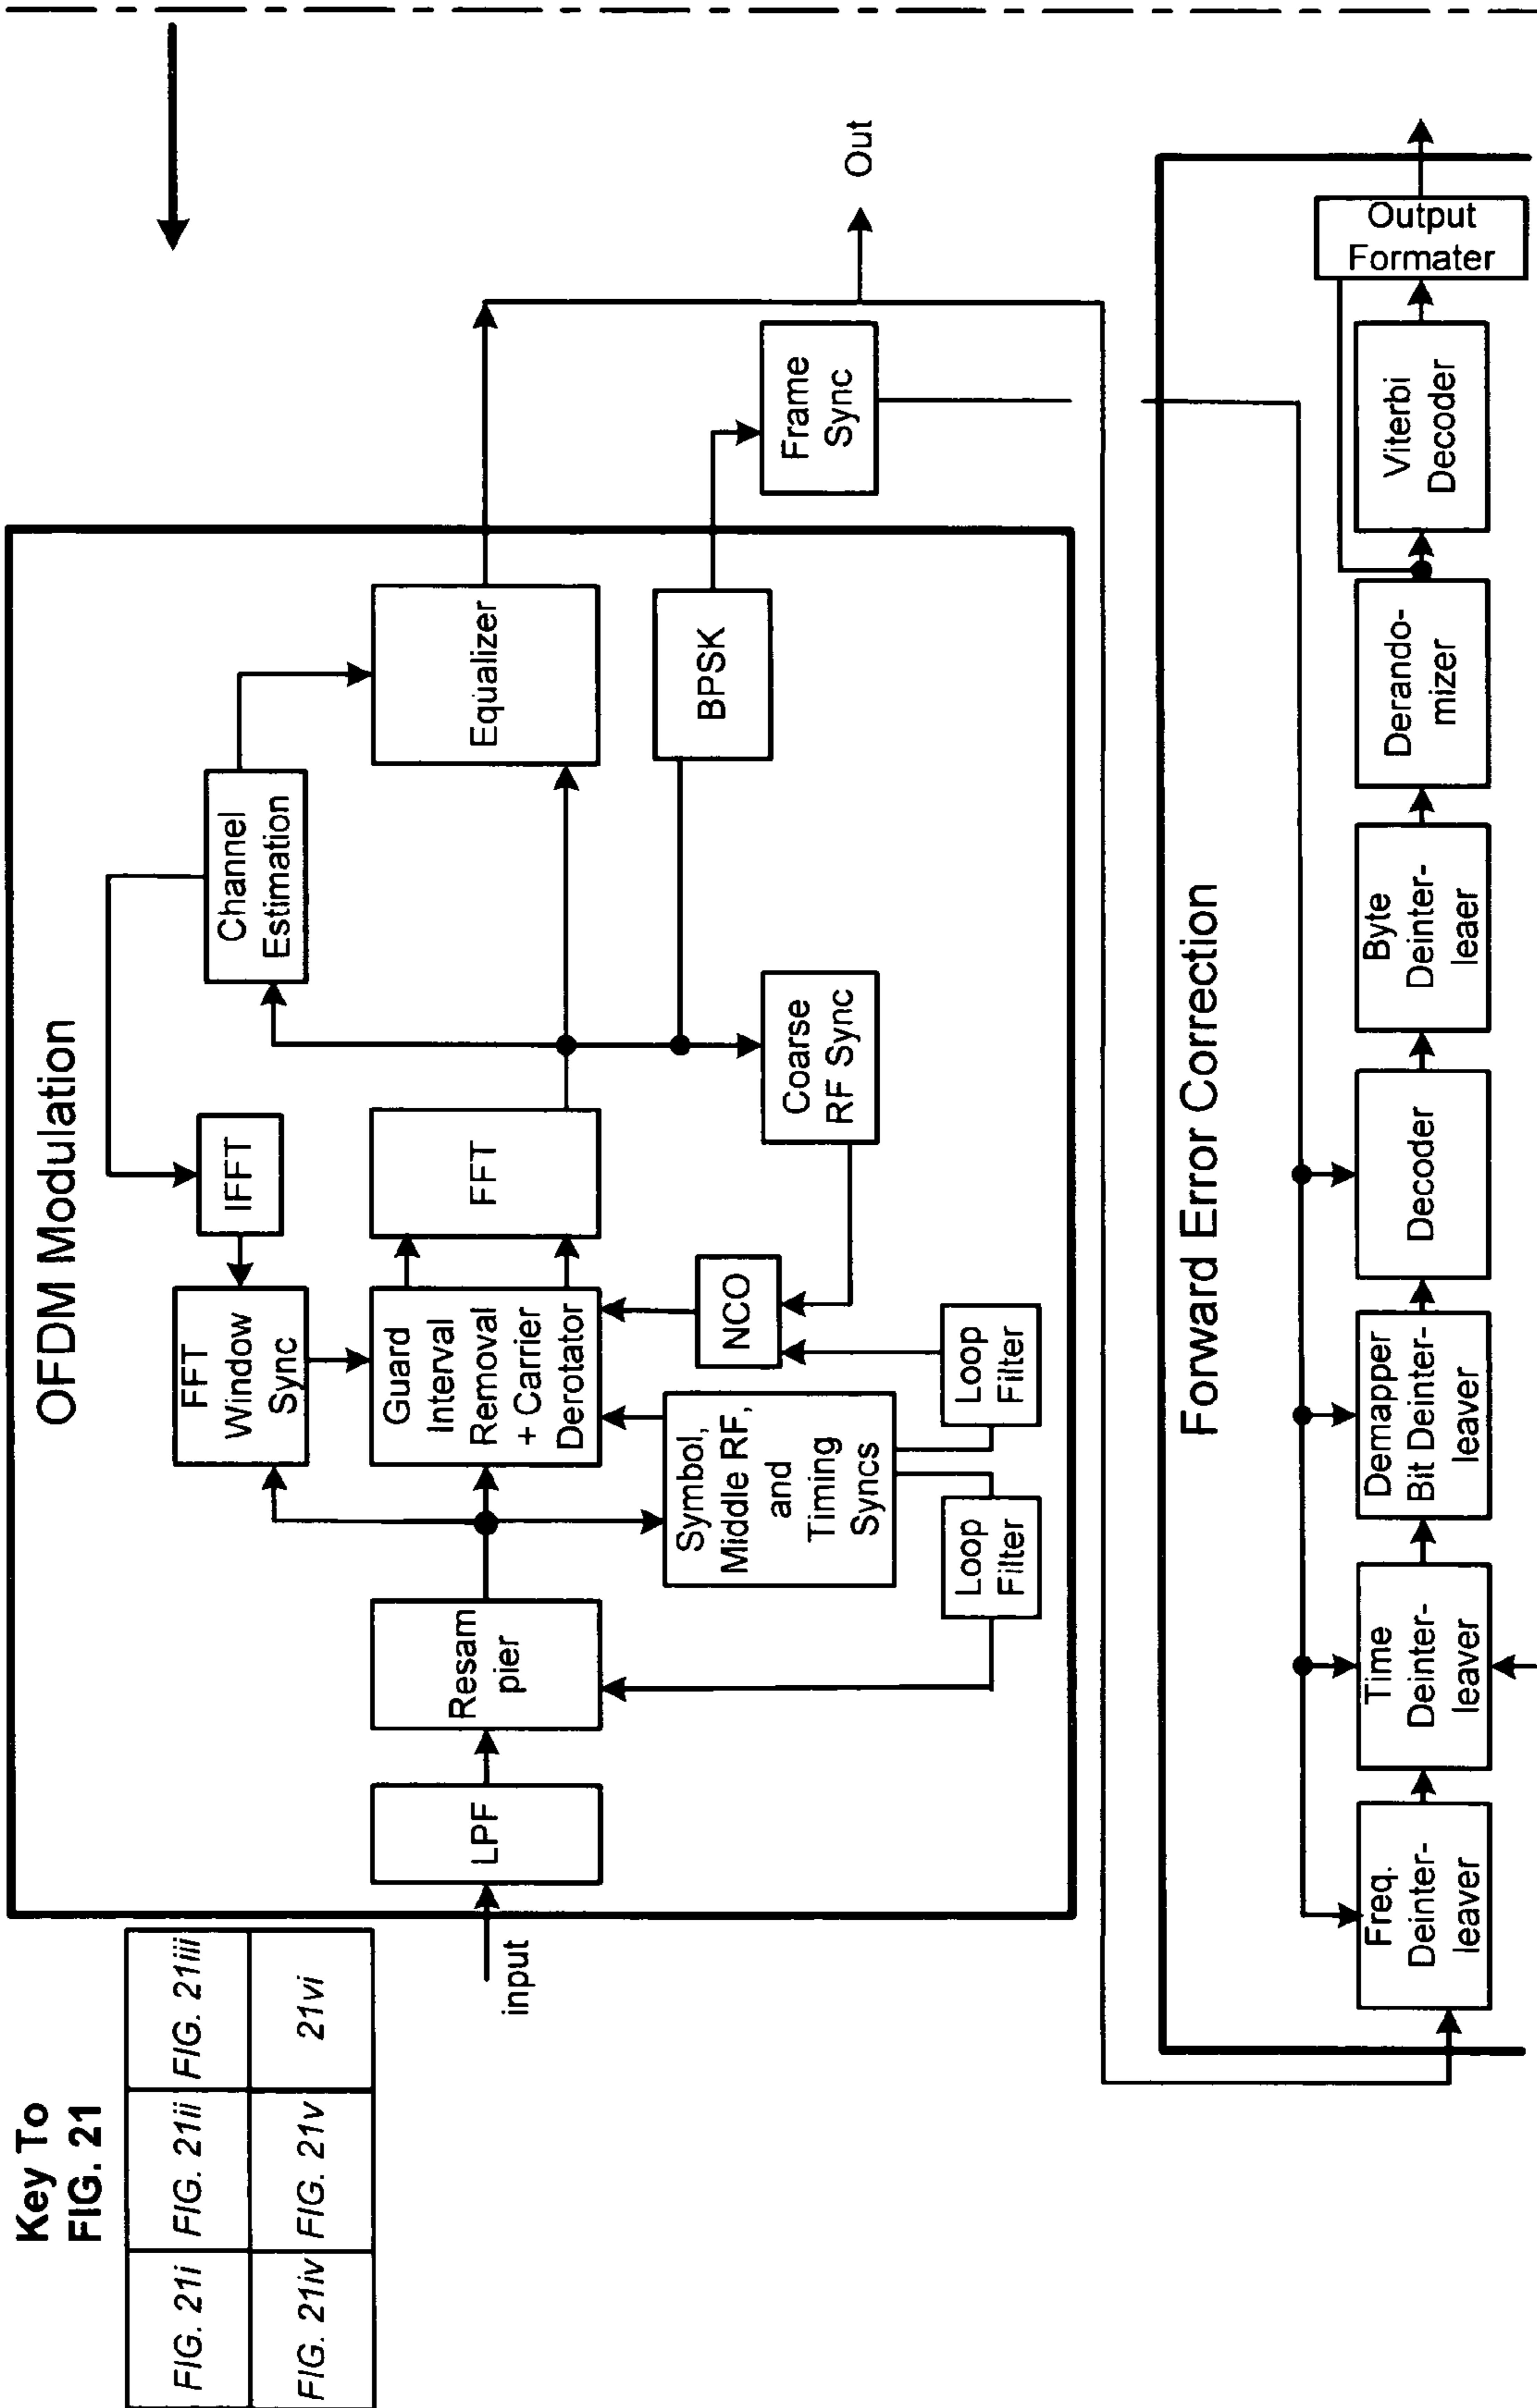 Key To
FIG. 21
FIG. 21i FIG. 21ii FIG. 21iii
FIG. 21iv FIG. 21v 21vi
OFDM Modulation
input
LPF
Resam
pier
FFT
Window
Sync
IFFT
Channel
Estimation
Guard
Interval
Removal
+ Carrier
Derotator
FFT
Equalizer
Symbol,
Middle RF,
and
Timing
Syncs
NCO
Coarse
RF Sync
BPSK
Loop
Filter
Loop
Filter
Frame
Sync
Out
Forward Error Correction
Freq.
Deinter-
leaver
Time
Deinter-
leaver
Demapper
Bit Deinter-
leaver
Decoder
Byte
Deinter-
leaer
Derando-
mizer
Viterbi
Decoder
Output
Formater